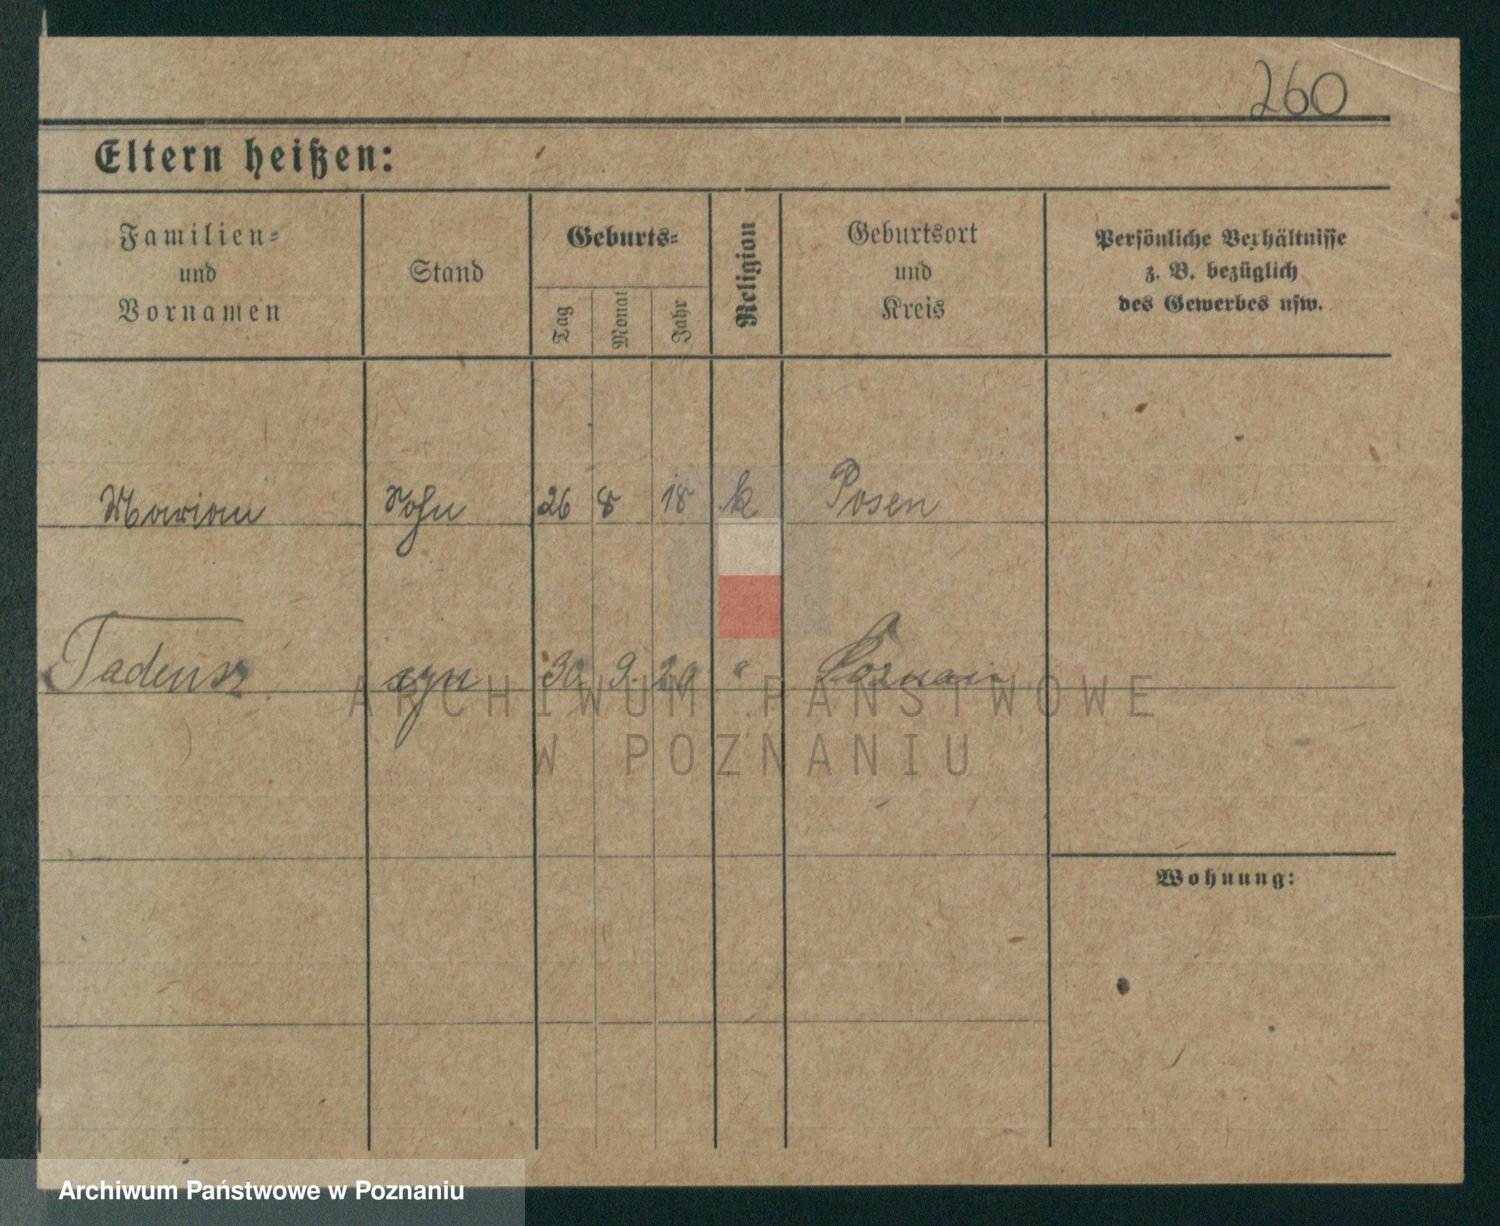 260
Eltern heißen:
Familien-
und
Vornamen
Stand
Geburts-
Tag
Monat
Jahr
Religion
Geburtsort
und
Kreis
Persönliche Verhältnisse
z. B. bezüglich
des Gewerbes usw.
Marian Sohn 26 8 18 k Posen
Tadeusz syn 30. 9. 20 " Poznań
ARCHIWUM PAŃSTWOWE
W POZNANIU
Wohnung:
Archiwum Państwowe w Poznaniu